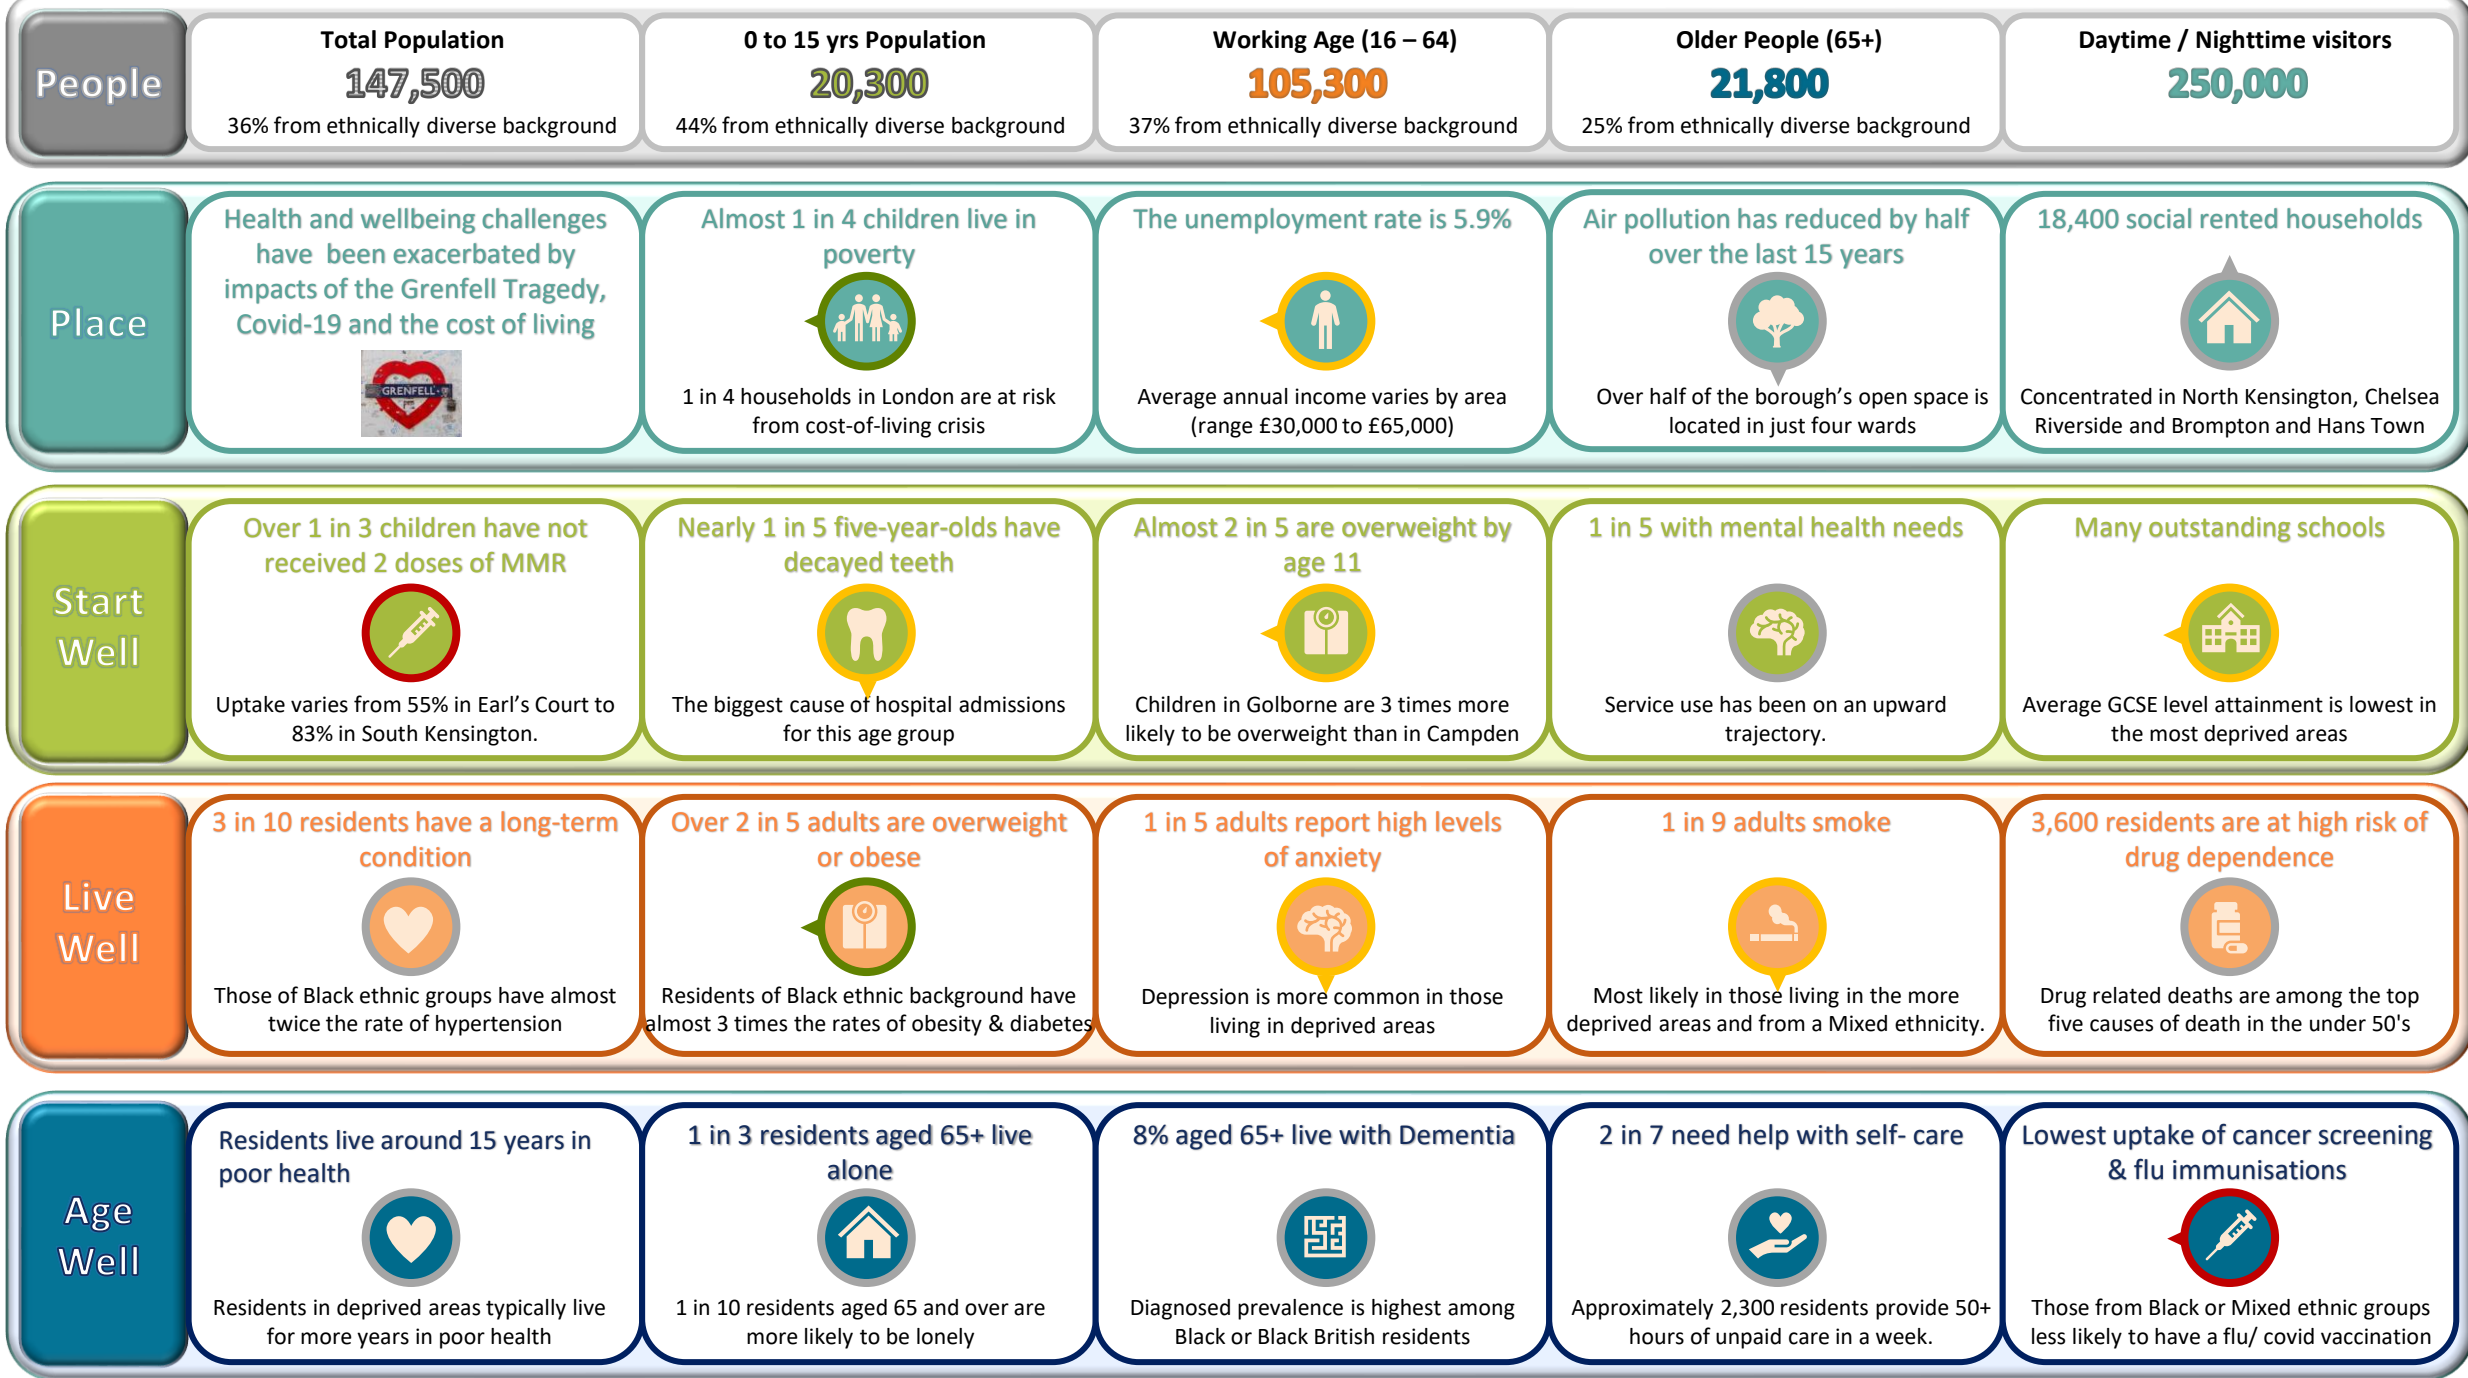 People
Total Population
147,500
36% from ethnically diverse background
0 to 15 yrs Population
20,300
44% from ethnically diverse background
Working Age (16 – 64)
105,300
37% from ethnically diverse background
Older People (65+)
21,800
25% from ethnically diverse background
Daytime / Nighttime visitors
250,000
Place
Health and wellbeing challenges
have been exacerbated by
impacts of the Grenfell Tragedy,
Covid-19 and the cost of living
GRENFELL
Almost 1 in 4 children live in
poverty
1 in 4 households in London are at risk
from cost-of-living crisis
The unemployment rate is 5.9%
Average annual income varies by area
(range £30,000 to £65,000)
Air pollution has reduced by half
over the last 15 years
Over half of the borough's open space is
located in just four wards
18,400 social rented households
Concentrated in North Kensington, Chelsea
Riverside and Brompton and Hans Town
Start
Well
Over 1 in 3 children have not
received 2 doses of MMR
Uptake varies from 55% in Earl's Court to
83% in South Kensington.
Nearly 1 in 5 five-year-olds have
decayed teeth
The biggest cause of hospital admissions
for this age group
Almost 2 in 5 are overweight by
age 11
Children in Golborne are 3 times more
likely to be overweight than in Campden
1 in 5 with mental health needs
Service use has been on an upward
trajectory.
Many outstanding schools
Average GCSE level attainment is lowest in
the most deprived areas
Live
Well
3 in 10 residents have a long-term
condition
Those of Black ethnic groups have almost
twice the rate of hypertension
Over 2 in 5 adults are overweight
or obese
Residents of Black ethnic background have
almost 3 times the rates of obesity & diabetes
1 in 5 adults report high levels
of anxiety
Depression is more common in those
living in deprived areas
1 in 9 adults smoke
Most likely in those living in the more
deprived areas and from a Mixed ethnicity.
3,600 residents are at high risk of
drug dependence
Drug related deaths are among the top
five causes of death in the under 50's
Age
Well
Residents live around 15 years in
poor health
Residents in deprived areas typically live
for more years in poor health
1 in 3 residents aged 65+ live
alone
1 in 10 residents aged 65 and over are
more likely to be lonely
8% aged 65+ live with Dementia
Diagnosed prevalence is highest among
Black or Black British residents
2 in 7 need help with self- care
Approximately 2,300 residents provide 50+
hours of unpaid care in a week.
Lowest uptake of cancer screening
& flu immunisations
Those from Black or Mixed ethnic groups
less likely to have a flu/ covid vaccination